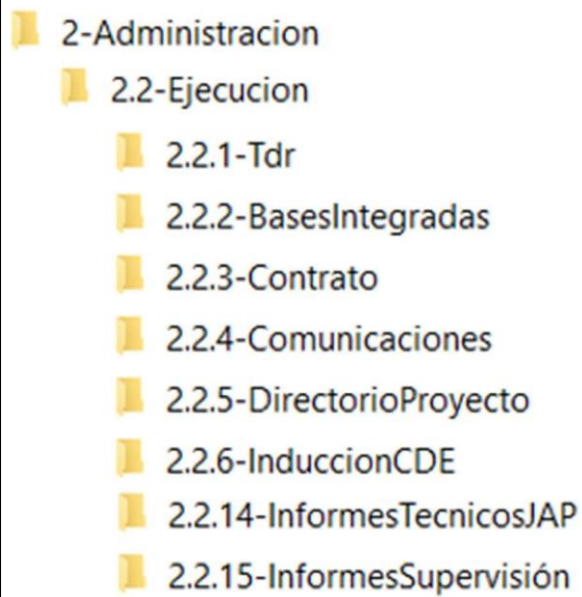 2-Administracion
2.2-Ejecucion
2.2.1-Tdr
2.2.2-BasesIntegradas
2.2.3-Contrato
2.2.4-Comunicaciones
2.2.5-DirectorioProyecto
2.2.6-InduccionCDE
2.2.14-InformesTecnicosJAP
2.2.15-InformesSupervisión